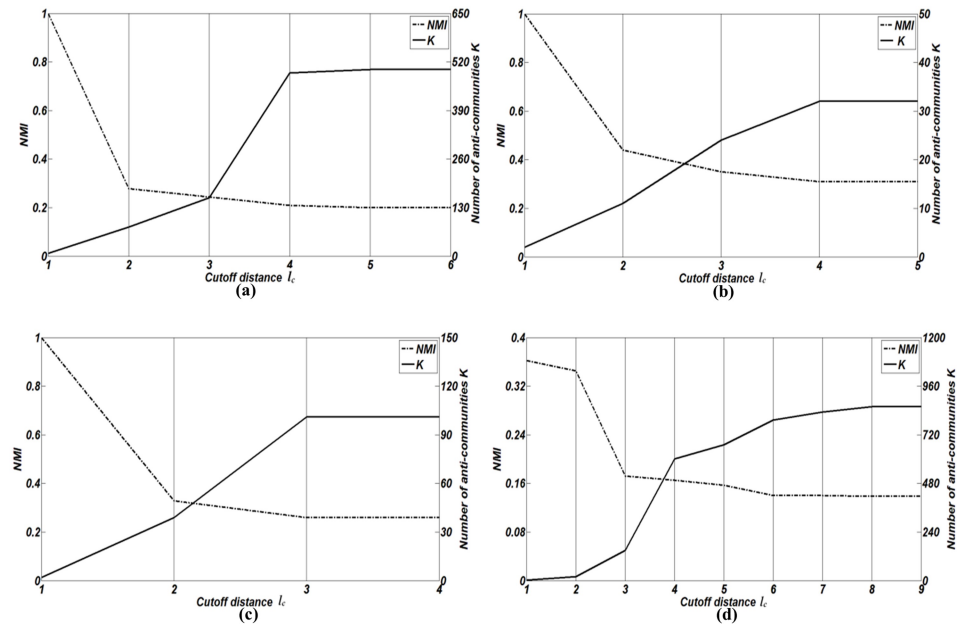 1
0.8
0.6
0.4
0.2
0
NMI
650
520
390
260
130
0
Number of anti-communities K
NMI
K
1 2 3 4 5 6
Cutoff distance lc
(a)
1
0.8
0.6
0.4
0.2
0
NMI
50
40
30
20
10
0
Number of anti-communities K
NMI
K
1 2 3 4 5
Cutoff distance lc
(b)
1
0.8
0.6
0.4
0.2
0
NMI
150
120
90
60
30
0
Number of anti-communities K
NMI
K
1 2 3 4
Cutoff distance lc
(c)
0.4
0.32
0.24
0.16
0.08
0
NMI
1200
960
720
480
240
0
Number of anti-communities K
NMI
K
1 2 3 4 5 6 7 8 9
Cutoff distance lc
(d)